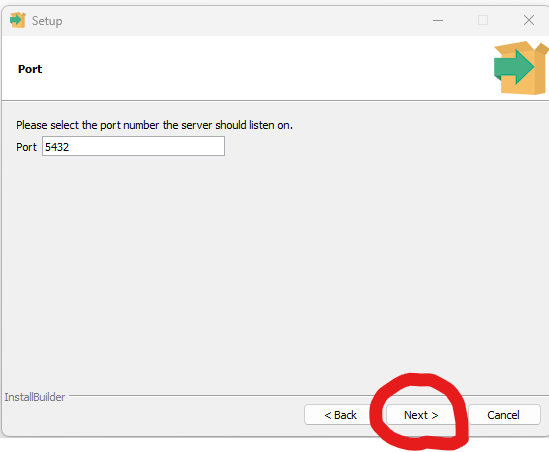 Setup
Port
Please select the port number the server should listen on.
Port 5432
InstallBuilder
< Back Next > Cancel